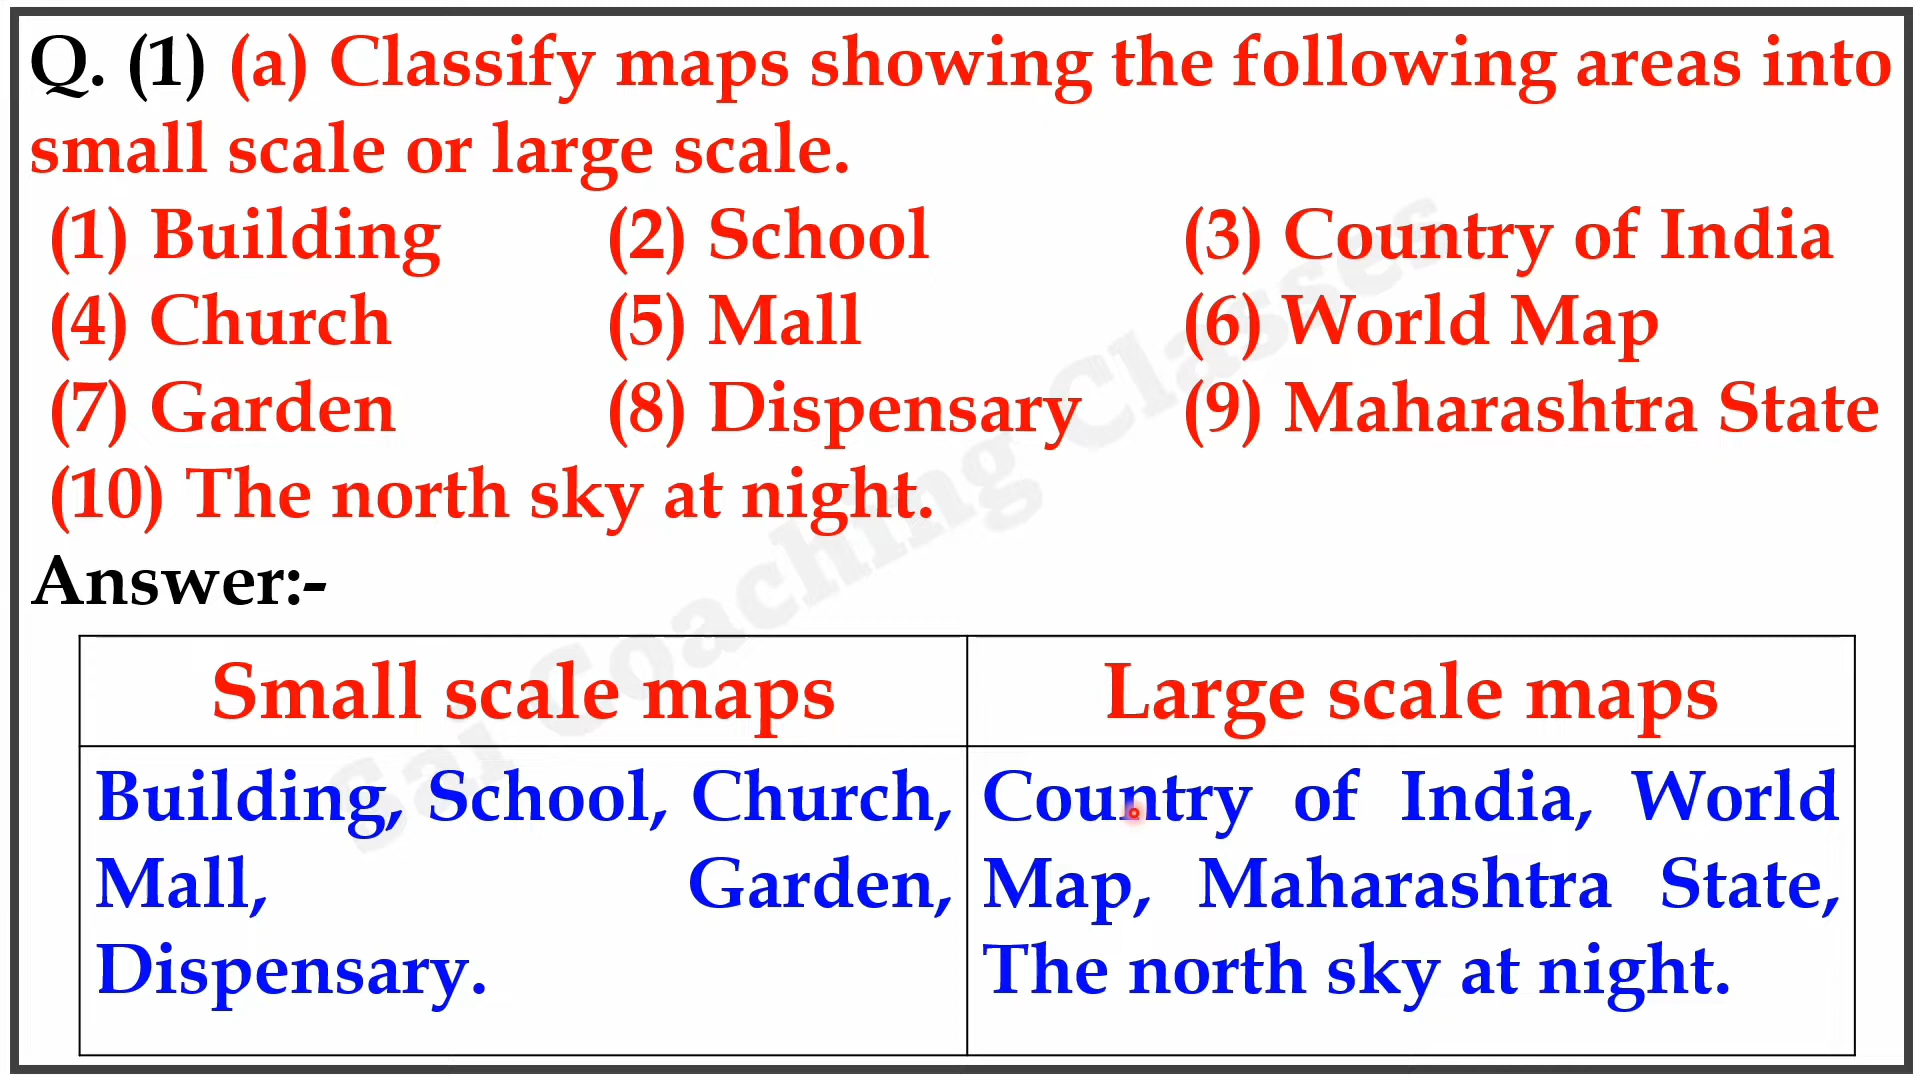 Q. (1) (a) Classify maps showing the following areas into
small scale or large scale.
(1) Building (2) School (3) Country of India
(4) Church (5) Mall (6) World Map
(7) Garden (8) Dispensary (9) Maharashtra State
(10) The north sky at night.
Answer:-
Small scale maps Large scale maps
Building, School, Church, Country of India, World
Mall, Garden, Map, Maharashtra State,
Dispensary. The north sky at night.
Sai Coaching Classes